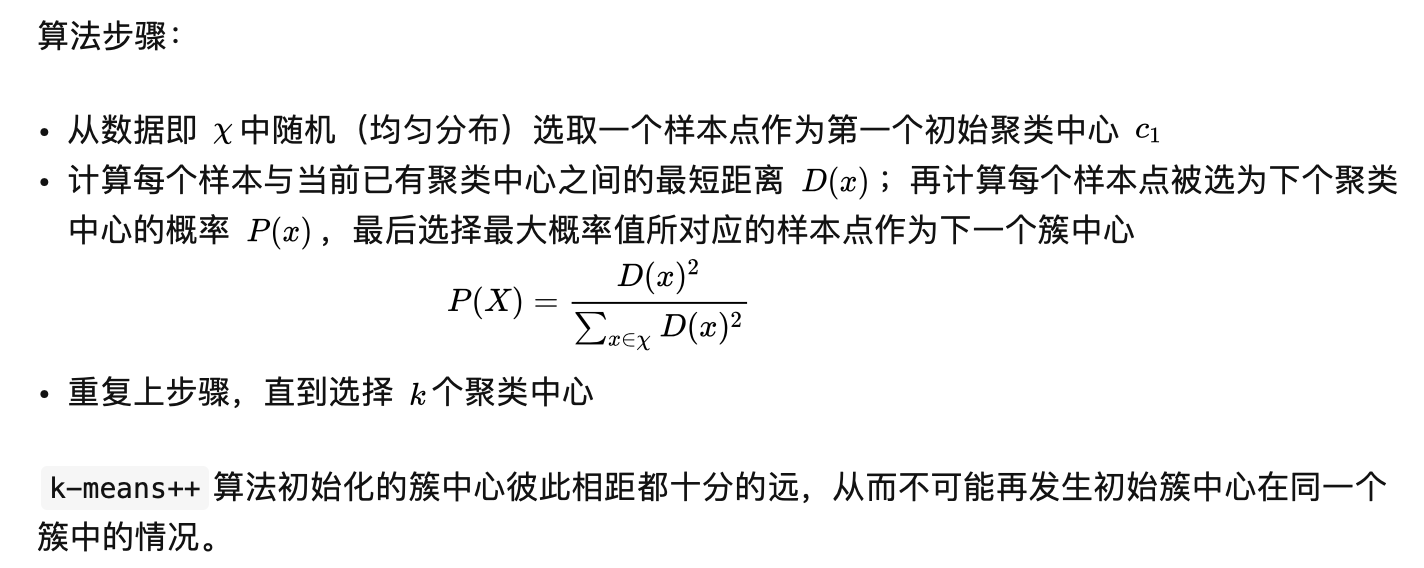 算法步骤：
• 从数据即 χ 中随机（均匀分布）选取一个样本点作为第一个初始聚类中心 c₁
• 计算每个样本与当前已有聚类中心之间的最短距离 D(x)；再计算每个样本点被选为下个聚类
中心的概率 P(x)，最后选择最大概率值所对应的样本点作为下一个簇中心
P(X) = D(x)² / ∑ₓ∈χ D(x)²
• 重复上步骤，直到选择 k 个聚类中心
k-means++ 算法初始化的簇中心彼此相距都十分的远，从而不可能再发生初始簇中心在同一个
簇中的情况。